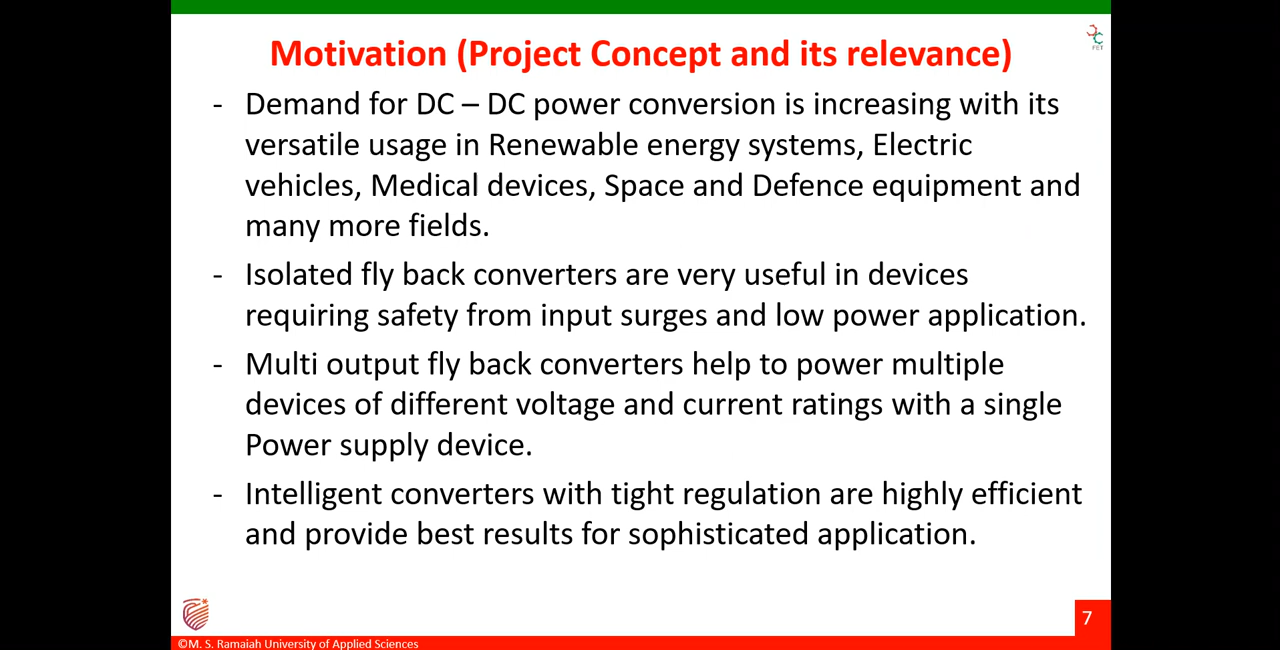 Motivation (Project Concept and its relevance)
FET
- Demand for DC – DC power conversion is increasing with its
versatile usage in Renewable energy systems, Electric
vehicles, Medical devices, Space and Defence equipment and
many more fields.
- Isolated fly back converters are very useful in devices
requiring safety from input surges and low power application.
- Multi output fly back converters help to power multiple
devices of different voltage and current ratings with a single
Power supply device.
- Intelligent converters with tight regulation are highly efficient
and provide best results for sophisticated application.
7
©M. S. Ramaiah University of Applied Sciences